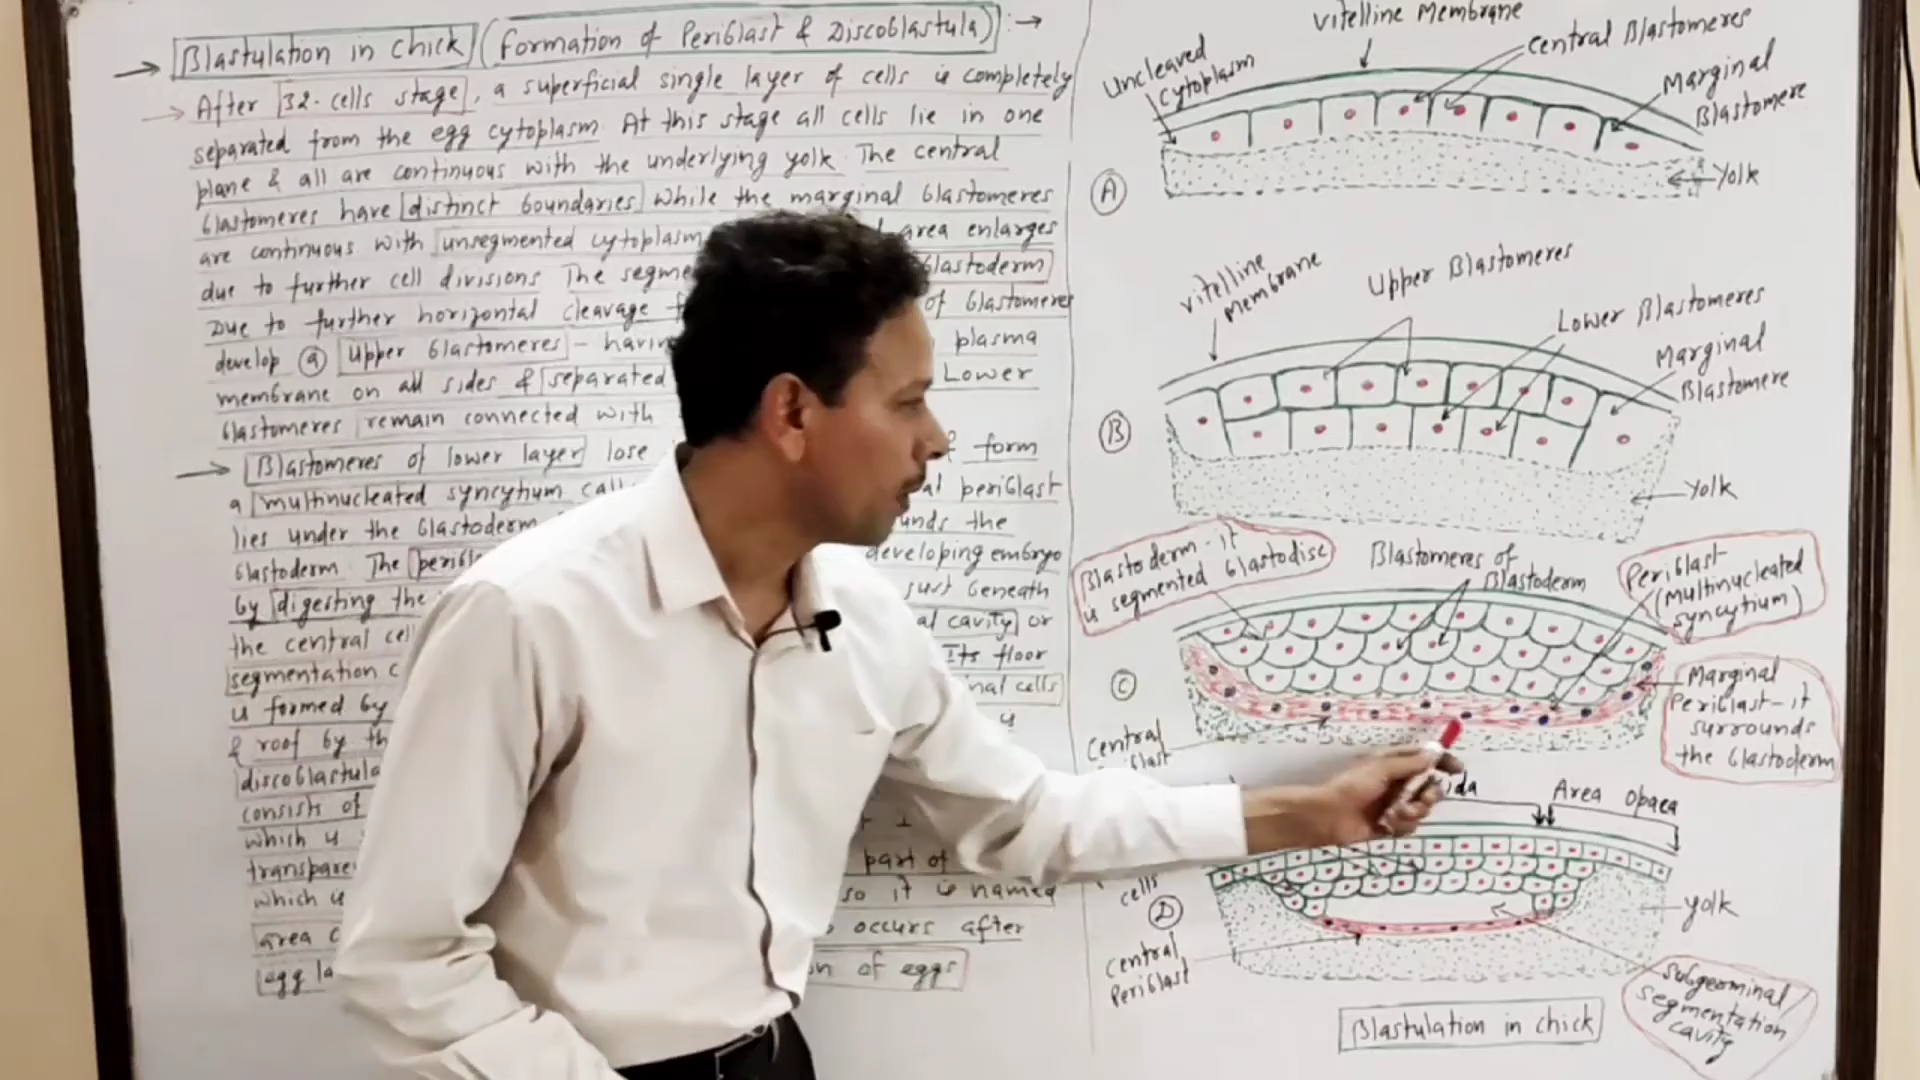 Blastulation in chick (Formation of Periblast & Discoblastula) :→
After 32-cells stage, a superficial single layer of cells is completely
separated from the egg cytoplasm. At this stage all cells lie in one
plane & all are continuous with the underlying yolk. The central
blastomeres have distinct boundaries while the marginal blastomeres
are continuous with unsegmented cytoplasm area enlarges
due to further cell divisions The segme blastoderm
Due to further horizontal cleavage of blastomeres
develop (a) Upper blastomeres - havin plasma
membrane on all sides & separated Lower
blastomeres remain connected with
Blastomeres of lower layer lose form
a multinucleated syncytium call al periblast
lies under the blastoderm unds the
blastoderm. The peribl developing embryo
by digesting the just beneath
the central cel al cavity or
segmentation c Its floor
is formed by inal cells
& roof by th is
discoblastula
consists of
which is
transpare part of
which is so it is named
area occurs after
egg la n of eggs
Vitelline Membrane
Central Blastomeres
Uncleaved
cytoplasm
Marginal
Blastomere
Yolk
A
Vitelline
Membrane
Upper Blastomeres
Lower Blastomeres
Marginal
Blastomere
B
Yolk
Blastoderm - it
is segmented blastodisc
Blastomeres of
Blastoderm
Periblast
(Multinucleated
syncytium)
C
Marginal
Periblast - it
surrounds
the blastoderm
Central
blast
ida
Area opaca
cells
D
Yolk
Central
Periblast
Subgerminal/
segmentation
cavity
Blastulation in chick